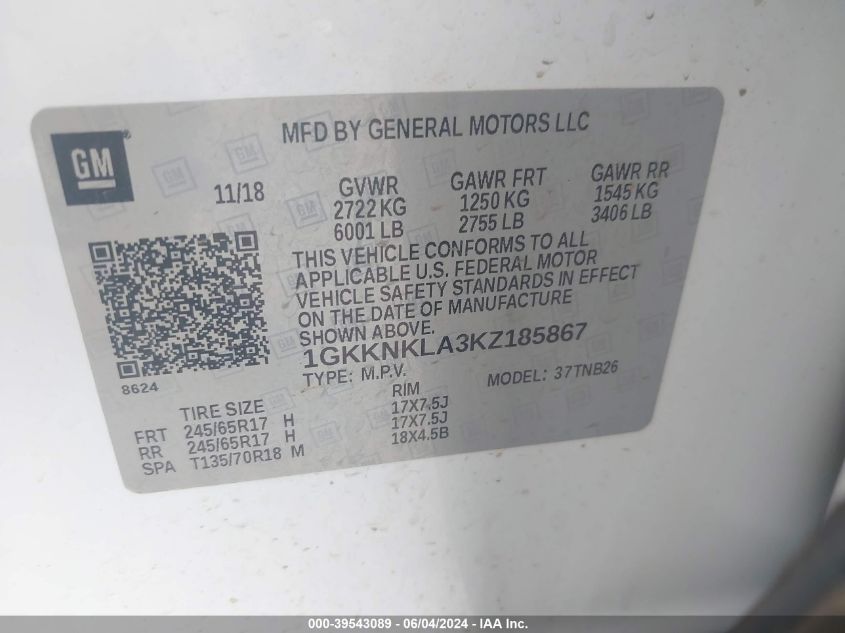 GM
MFD BY GENERAL MOTORS LLC
11/18
GVWR
2722 KG
6001 LB
GAWR FRT
1250 KG
2755 LB
GAWR RR
1545 KG
3406 LB
THIS VEHICLE CONFORMS TO ALL
APPLICABLE U.S. FEDERAL MOTOR
VEHICLE SAFETY STANDARDS IN EFFECT
ON THE DATE OF MANUFACTURE
SHOWN ABOVE.
1GKKNKLA3KZ185867
TYPE: M.P.V. MODEL: 37TNB26
8624
TIRE SIZE RIM
FRT 245/65R17 H 17X7.5J
RR 245/65R17 H 17X7.5J
SPA T135/70R18 M 18X4.5B
000-39543089 - 06/04/2024 - IAA Inc.